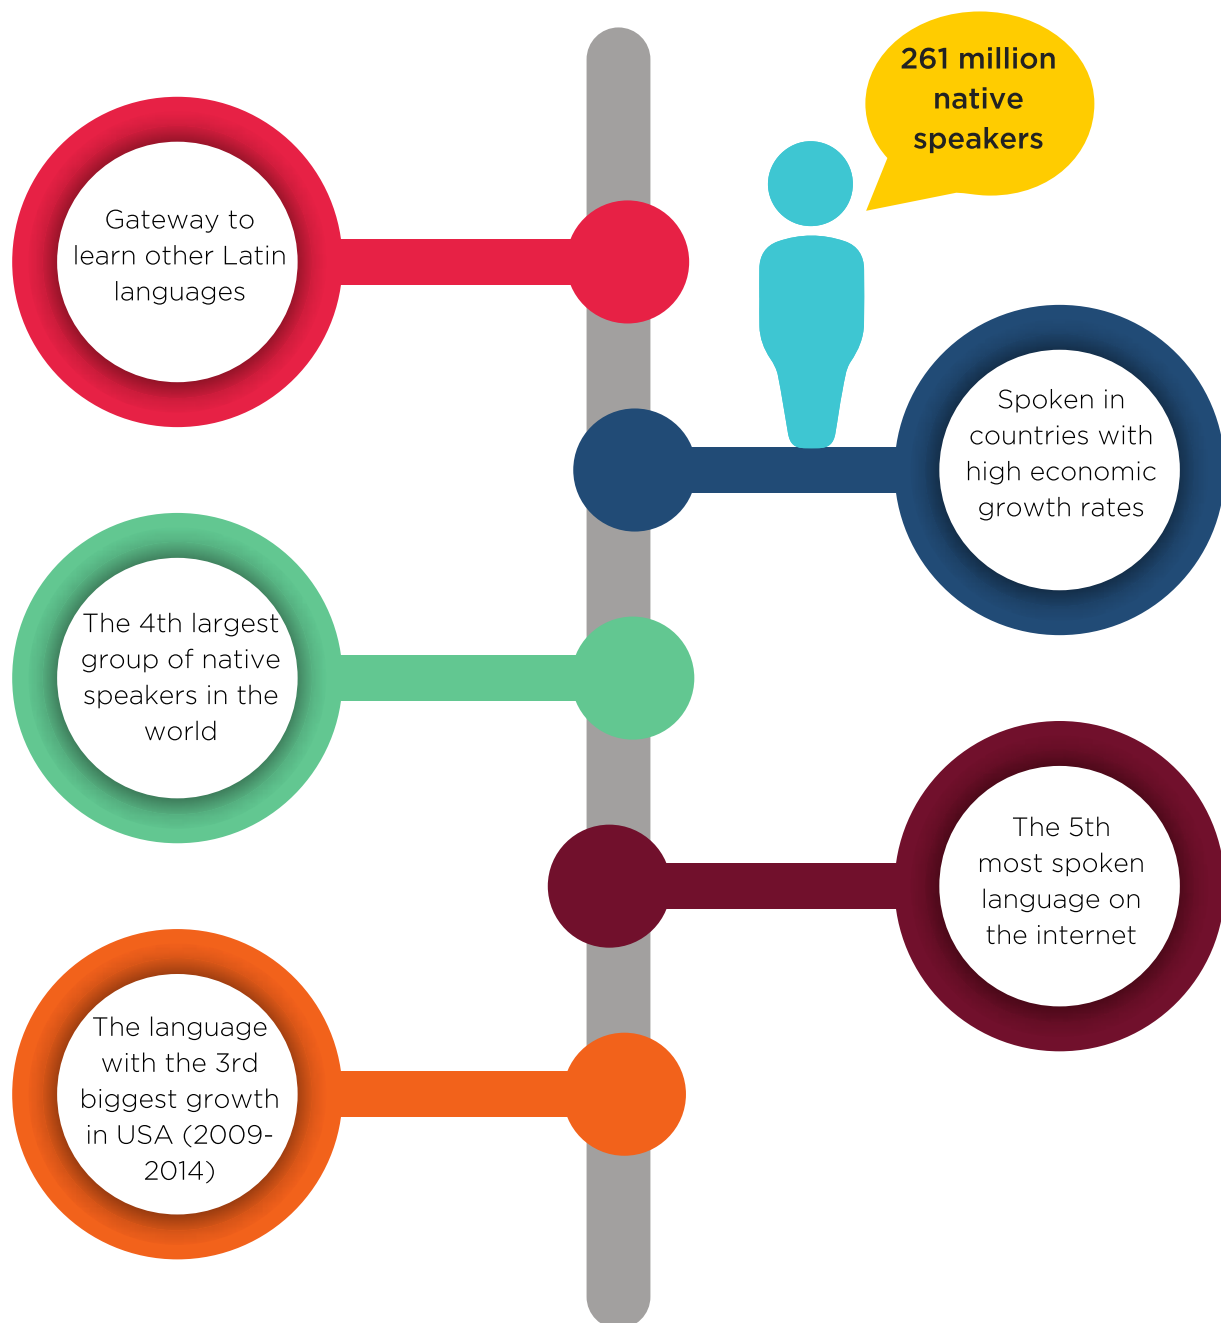 261 million
native
speakers
Gateway to
learn other Latin
languages
Spoken in
countries with
high economic
growth rates
The 4th largest
group of native
speakers in the
world
The 5th
most spoken
language on
the internet
The language
with the 3rd
biggest growth
in USA (2009-
2014)